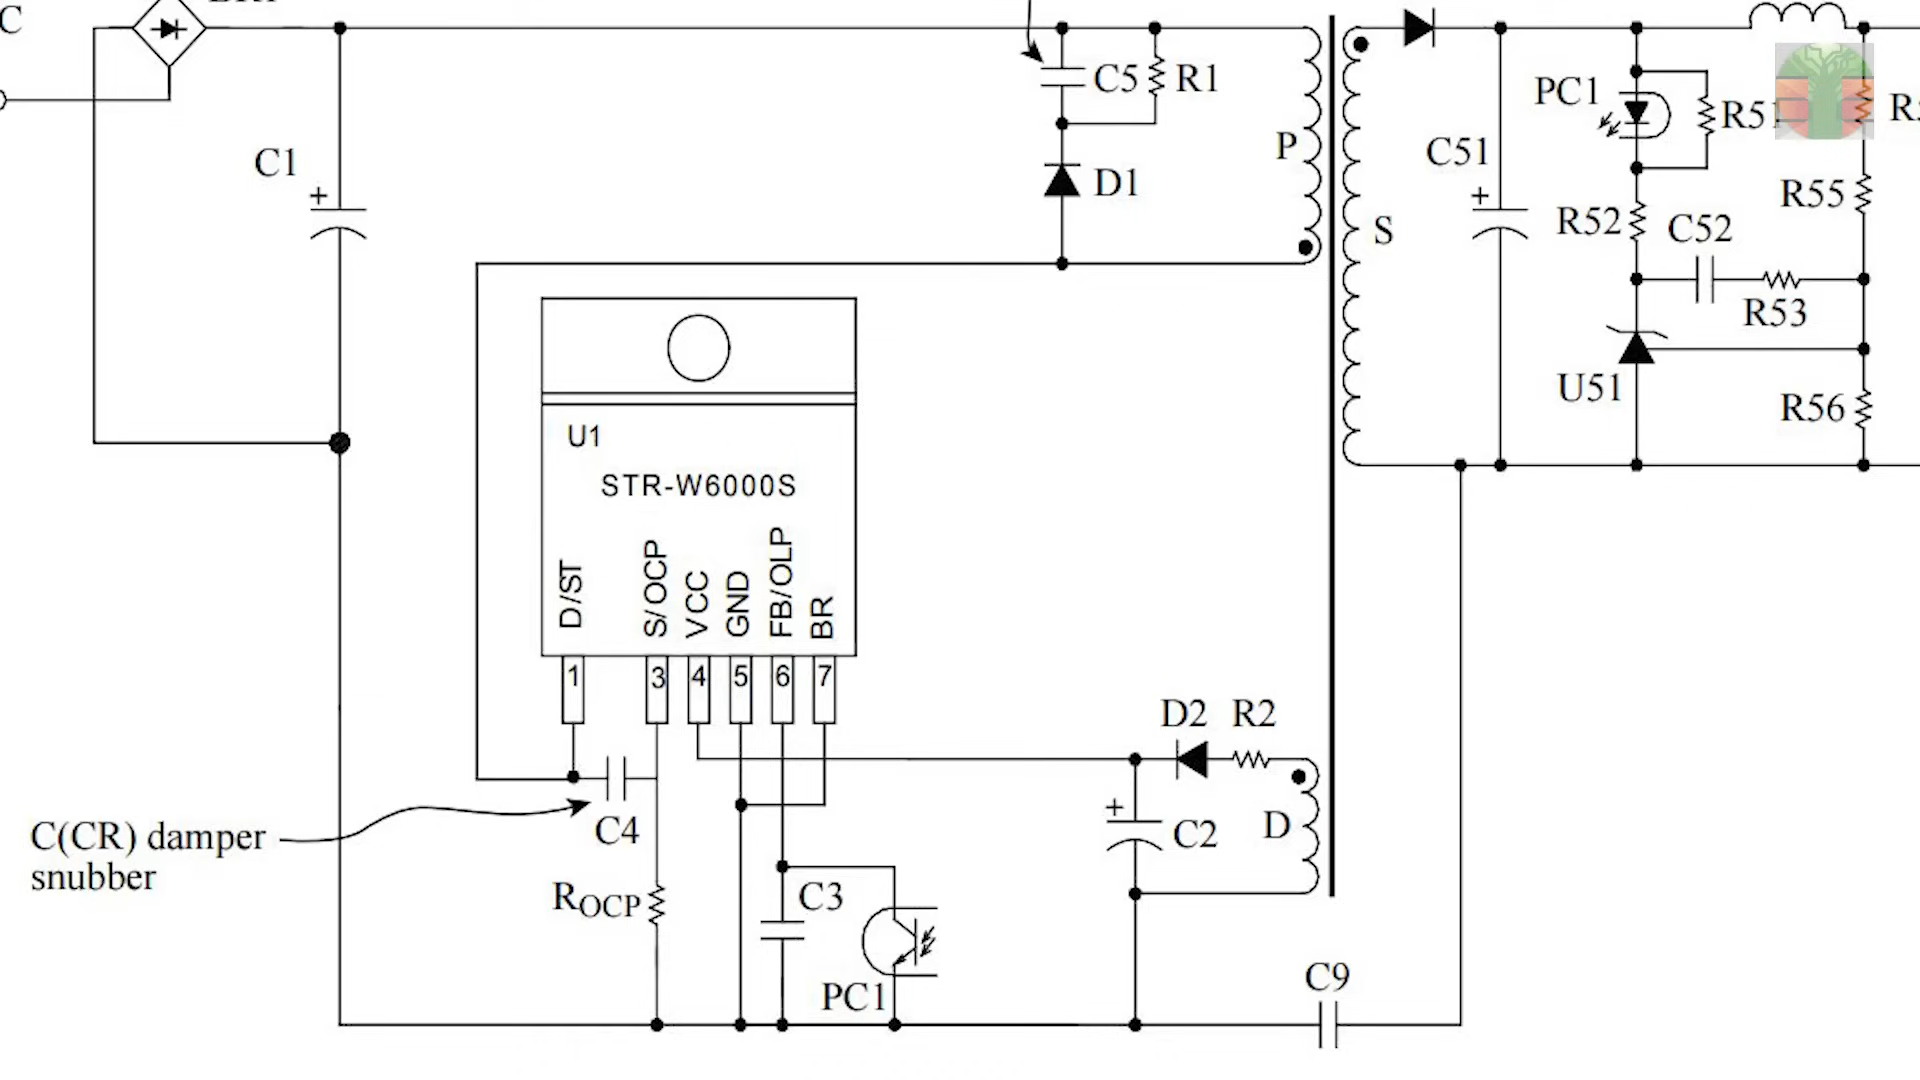 C
C5
R1
PC1
R51
C1
P
C51
D1
R55
S
R52
C52
R53
U51
R56
U1
STR-W6000S
D/ST
S/OCP
VCC
GND
FB/OLP
BR
1
3
4
5
6
7
D2
R2
C(CR) damper
snubber
C4
C2
D
ROCP
C3
PC1
C9